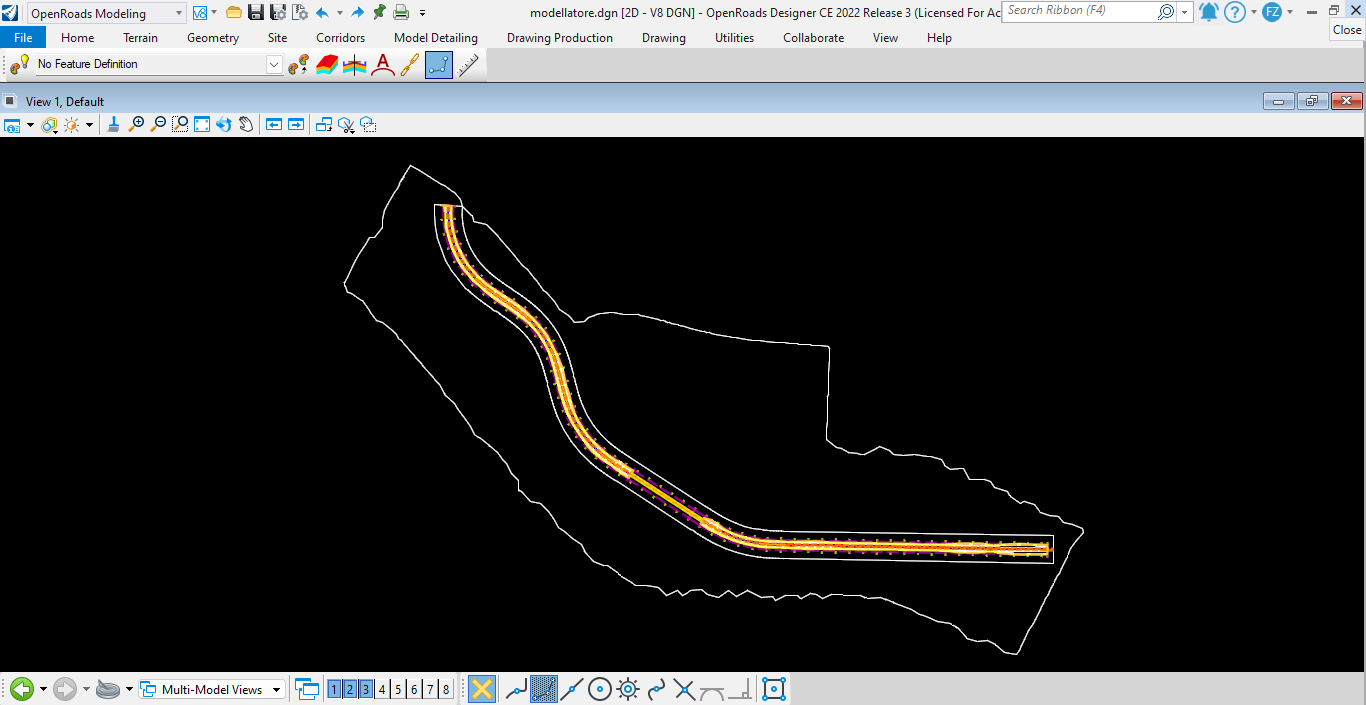 OpenRoads Modeling
V8
modellatore.dgn [2D - V8 DGN] - OpenRoads Designer CE 2022 Release 3 (Licensed For Ac
Search Ribbon (F4)
?
FZ
File Home Terrain Geometry Site Corridors Model Detailing Drawing Production Drawing Utilities Collaborate View Help
Close
No Feature Definition
A
View 1, Default
Multi-Model Views
1 2 3 4 5 6 7 8